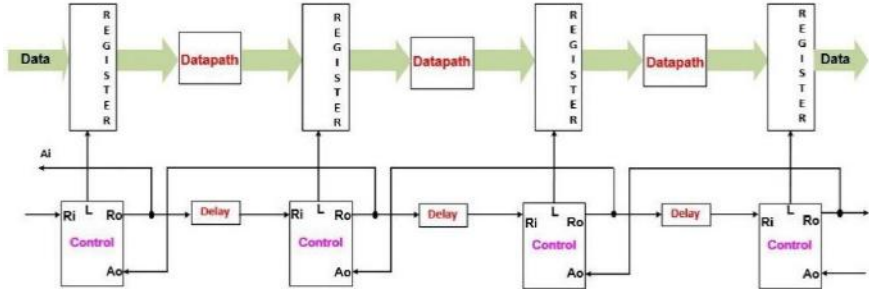 Data
REGISTER
Datapath
REGISTER
Datapath
REGISTER
Datapath
REGISTER
Data
Ai
Ri
L
Ro
Control
Ao
Delay
Ri
L
Ro
Control
Ao
Delay
Ri
L
Ro
Control
Ao
Delay
Ri
L
Ro
Control
Ao